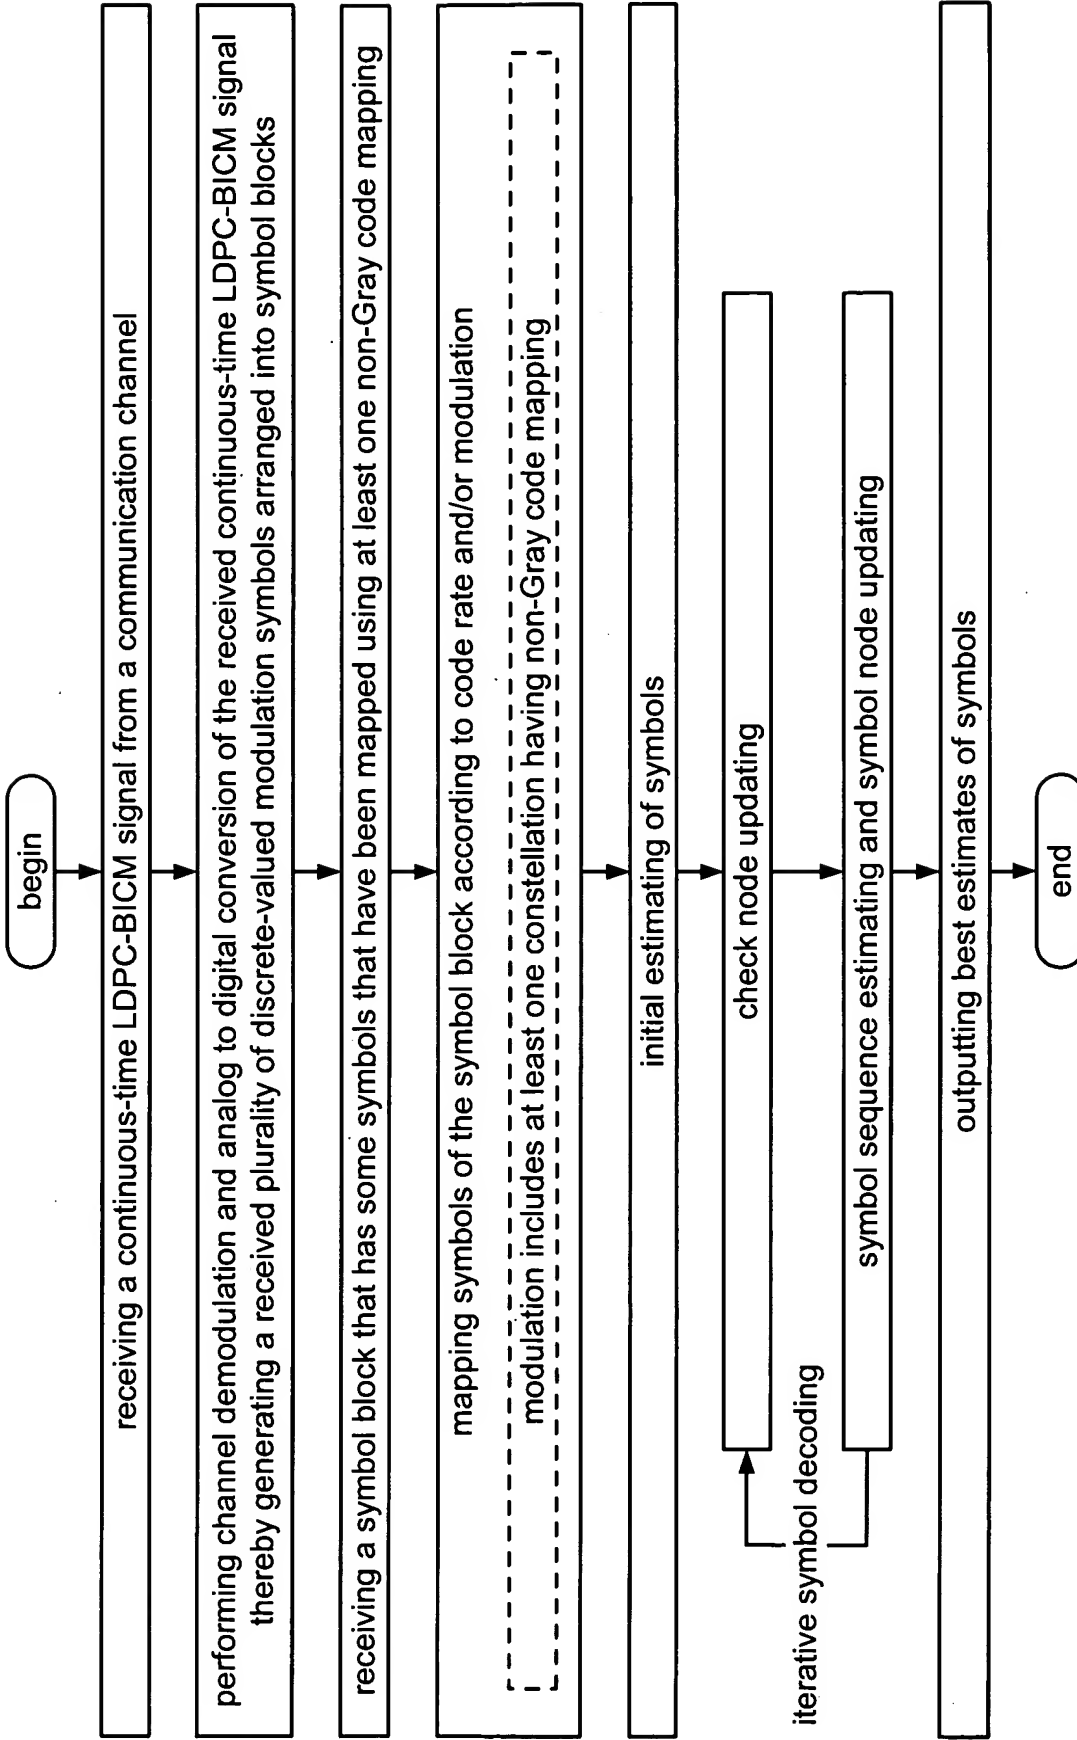 begin
receiving a continuous-time LDPC-BICM signal from a communication channel
performing channel demodulation and analog to digital conversion of the received continuous-time LDPC-BICM signal
thereby generating a received plurality of discrete-valued modulation symbols arranged into symbol blocks
receiving a symbol block that has some symbols that have been mapped using at least one non-Gray code mapping
mapping symbols of the symbol block according to code rate and/or modulation
modulation includes at least one constellation having non-Gray code mapping
initial estimating of symbols
check node updating
iterative symbol decoding
symbol sequence estimating and symbol node updating
outputting best estimates of symbols
end